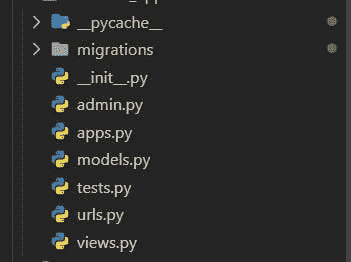 __pycache__
migrations
__init__.py
admin.py
apps.py
models.py
tests.py
urls.py
views.py